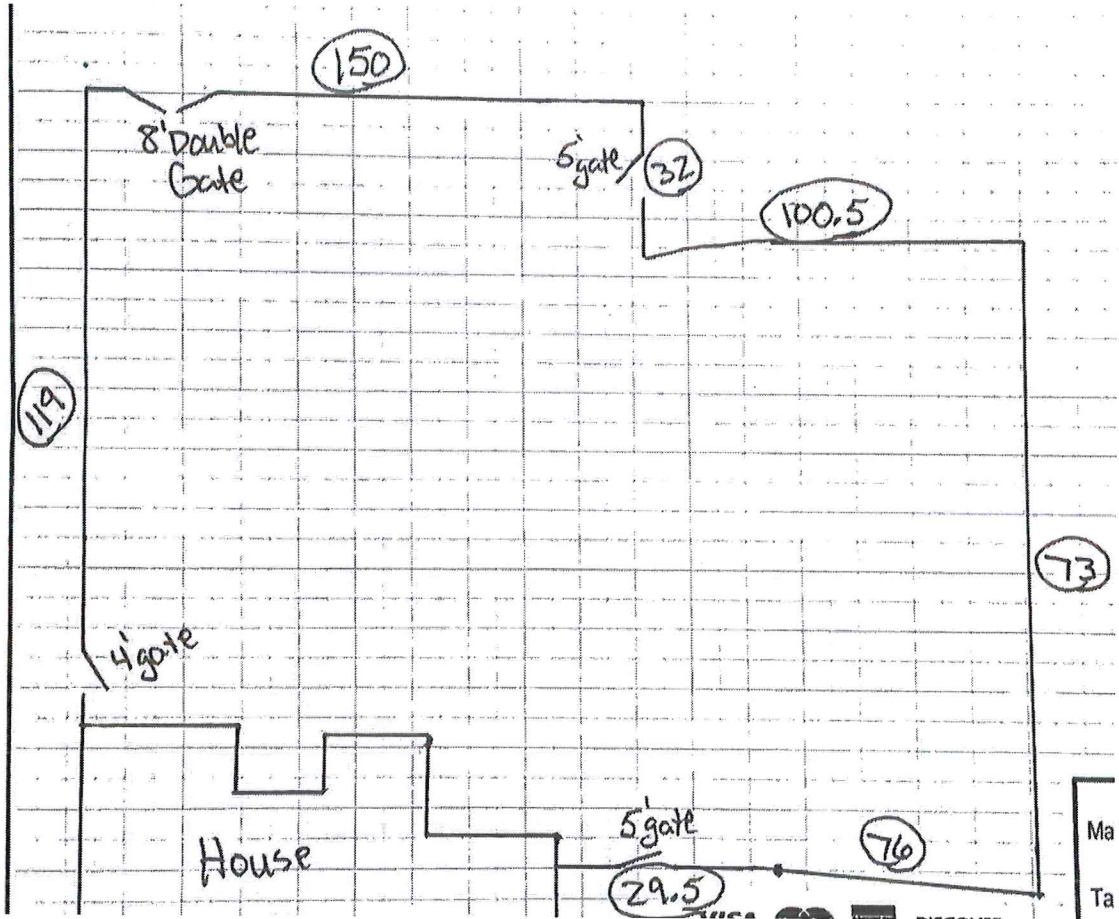 150
8' Double
Gate
5' gate
32
100.5
119
73
4' gate
5' gate
76
House
29.5
Ma
Ta
VISA
DISCOVER